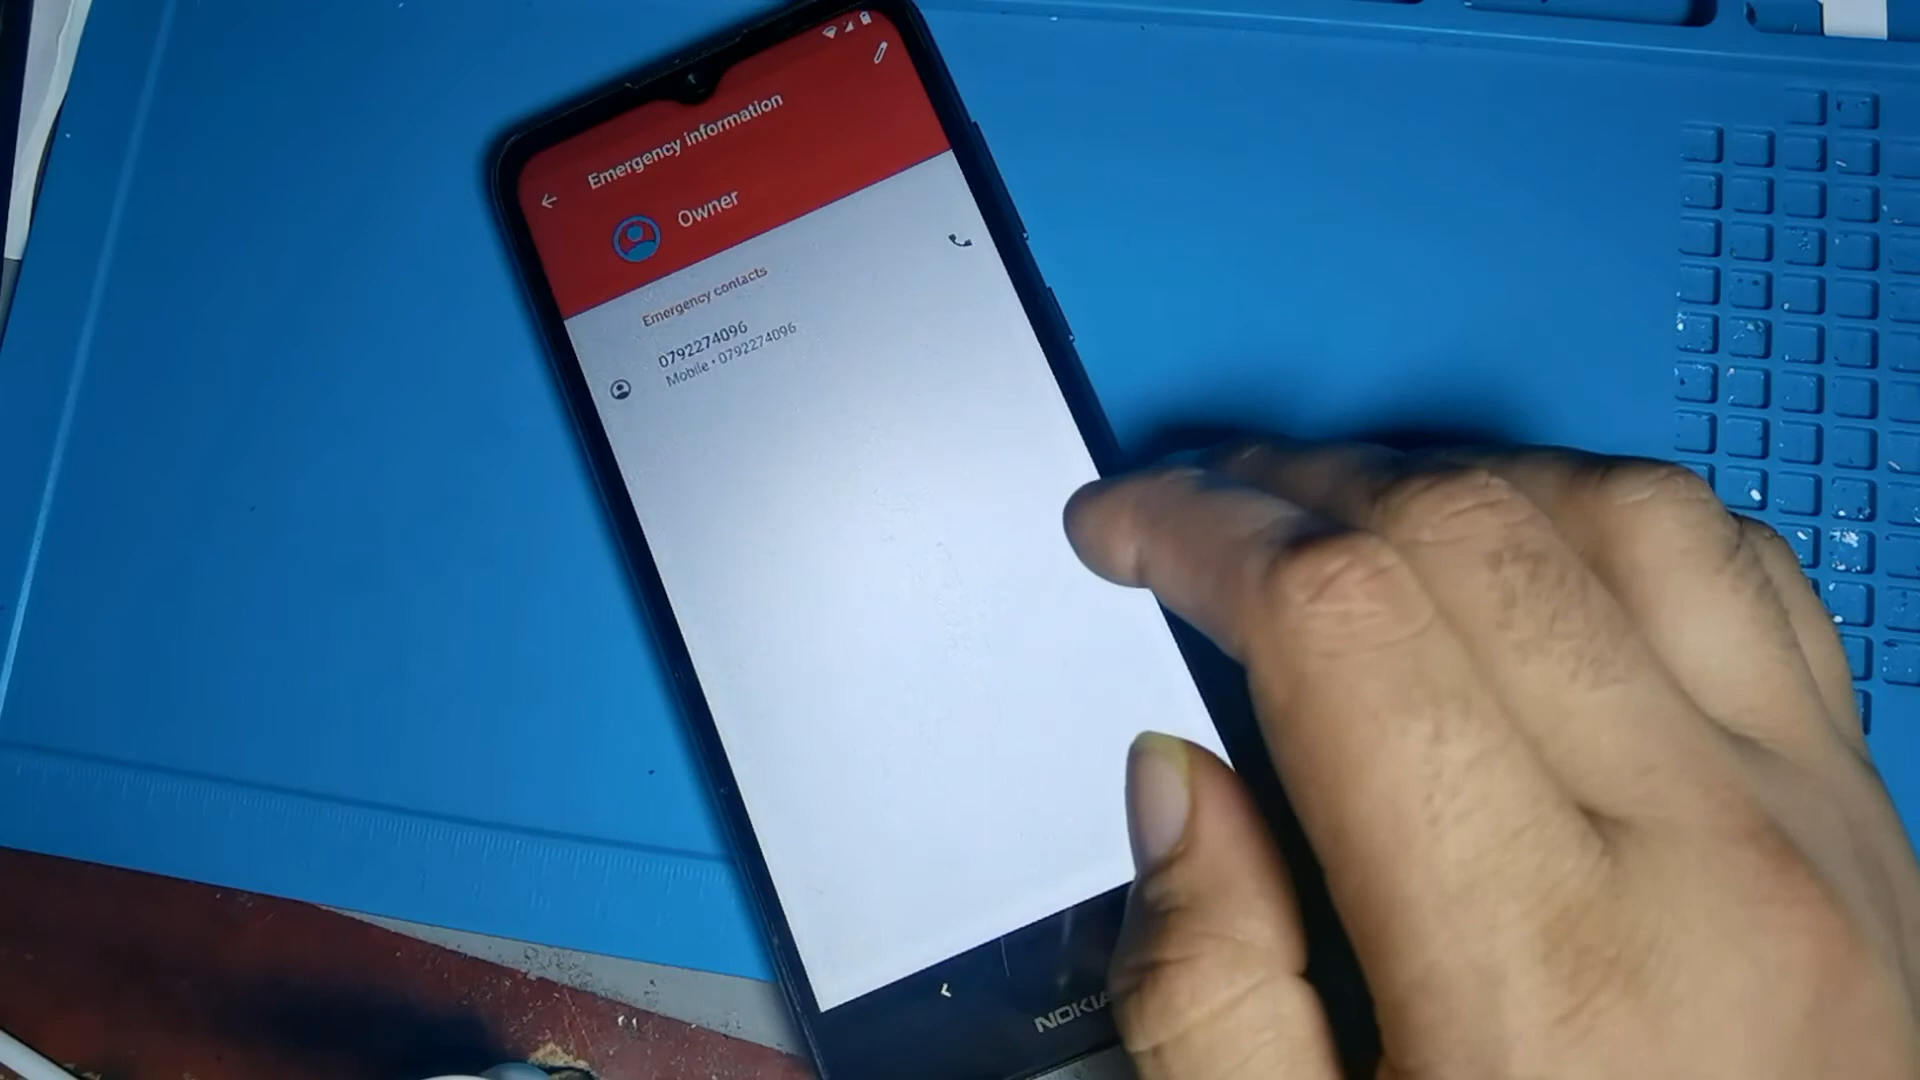 Emergency information
Owner
Emergency contacts
0792274096
Mobile • 0792274096
NOKIA